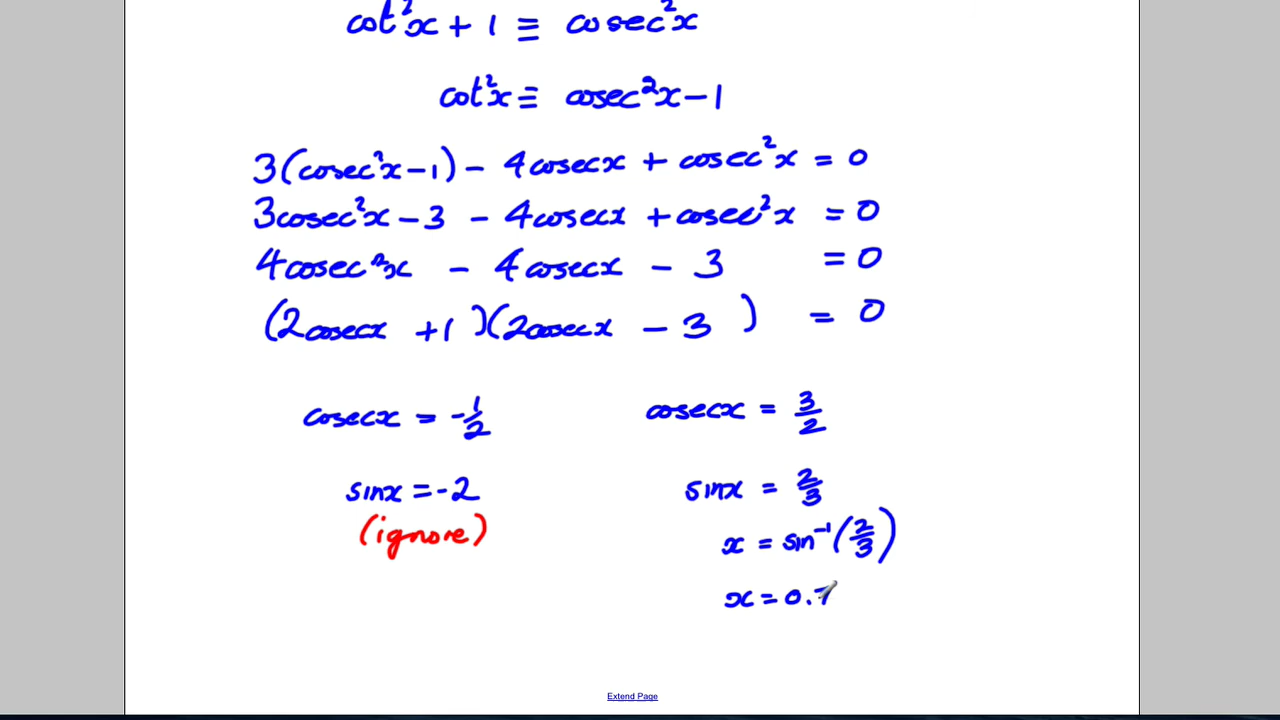 cot²x + 1 ≡ cosec²x
cot²x ≡ cosec²x - 1
3(cosec²x - 1) - 4cosecx + cosec²x = 0
3cosec²x - 3 - 4cosecx + cosec²x = 0
4cosec²x - 4cosecx - 3 = 0
(2cosecx + 1)(2cosecx - 3) = 0
cosecx = -1/2
sinx = -2
(ignore)
cosecx = 3/2
sinx = 2/3
x = sin⁻¹(2/3)
x = 0.7
Extend Page